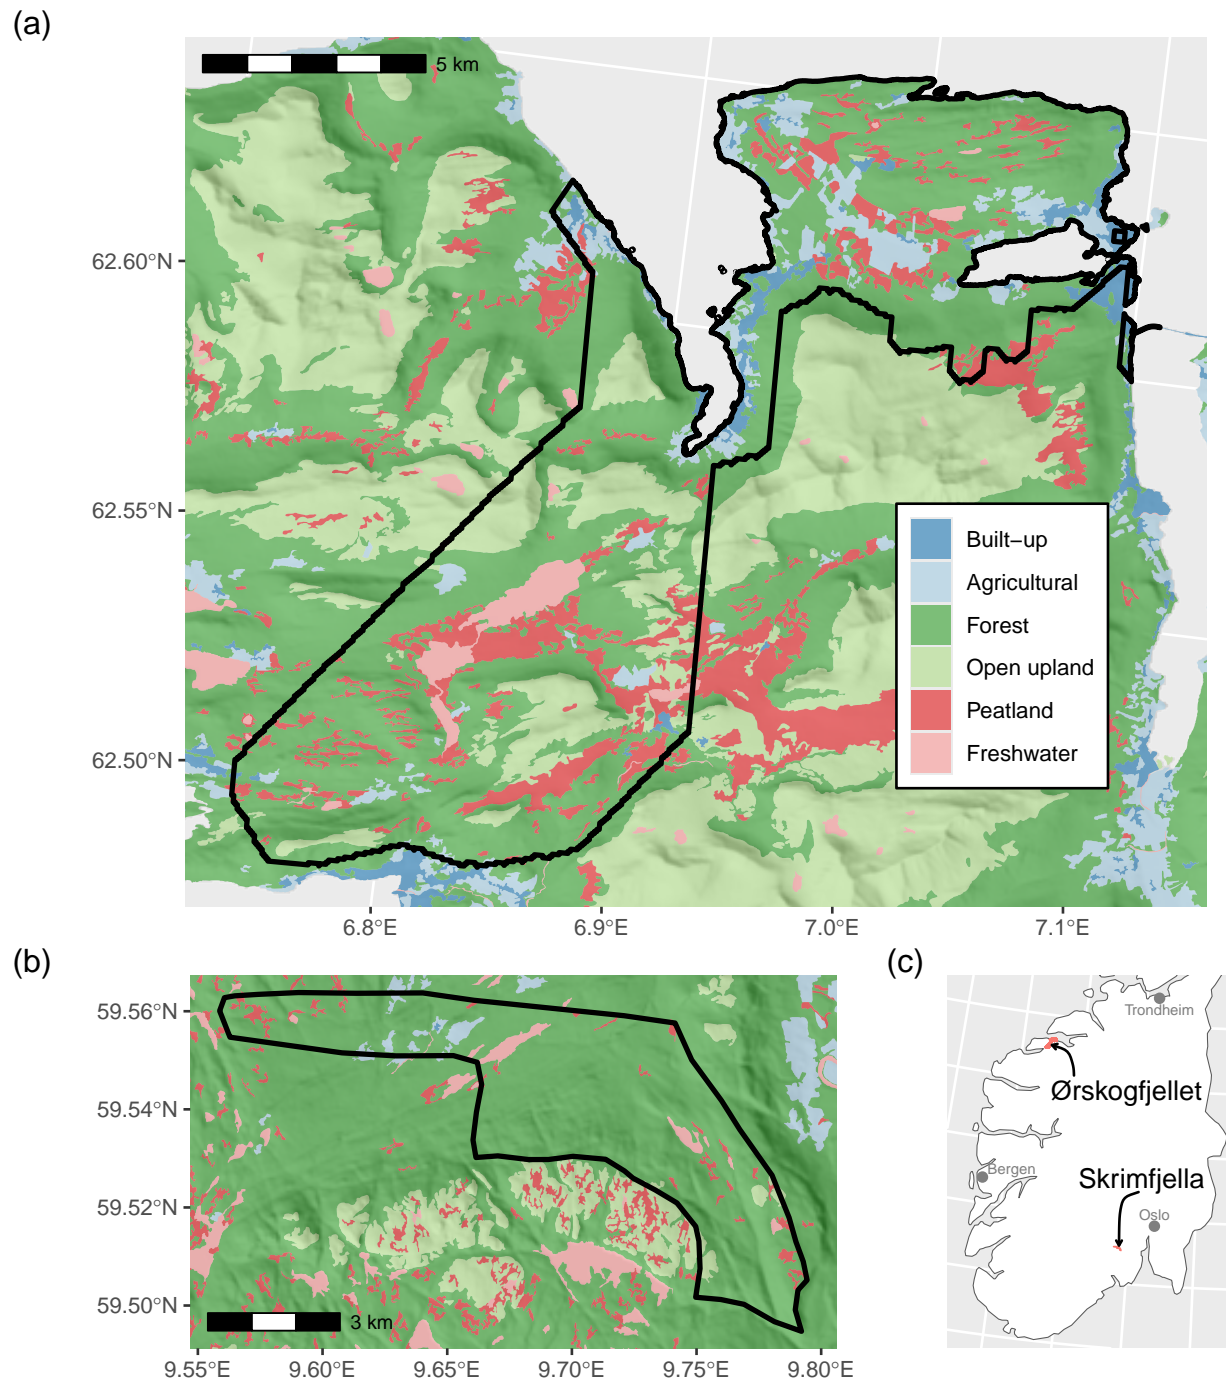 (a)
5 km
62.60°N
62.55°N
62.50°N
Built−up
Agricultural
Forest
Open upland
Peatland
Freshwater
6.8°E 6.9°E 7.0°E 7.1°E
(b)
59.56°N
59.54°N
59.52°N
59.50°N
3 km
9.55°E 9.60°E 9.65°E 9.70°E 9.75°E 9.80°E
(c)
Trondheim
Ørskogfjellet
Bergen
Skrimfjella
Oslo